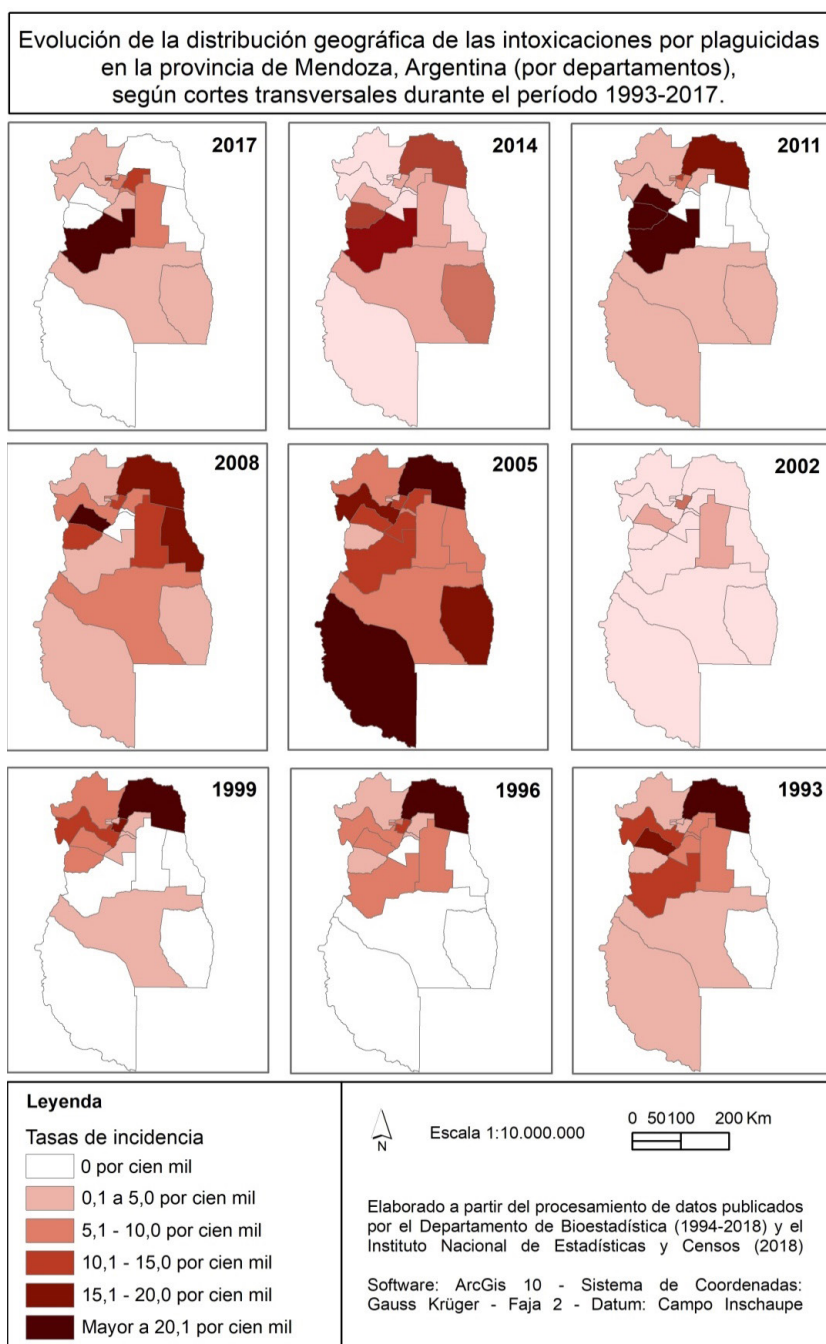 Evolución de la distribución geográfica de las intoxicaciones por plaguicidas
en la provincia de Mendoza, Argentina (por departamentos),
según cortes transversales durante el período 1993-2017.
2017
2014
2011
2008
2005
2002
1999
1996
1993
Leyenda
Tasas de incidencia
0 por cien mil
0,1 a 5,0 por cien mil
5,1 - 10,0 por cien mil
10,1 - 15,0 por cien mil
15,1 - 20,0 por cien mil
Mayor a 20,1 por cien mil
N
Escala 1:10.000.000
0 50 100 200 Km
Elaborado a partir del procesamiento de datos publicados
por el Departamento de Bioestadística (1994-2018) y el
Instituto Nacional de Estadísticas y Censos (2018)
Software: ArcGis 10 - Sistema de Coordenadas:
Gauss Krüger - Faja 2 - Datum: Campo Inschaupe